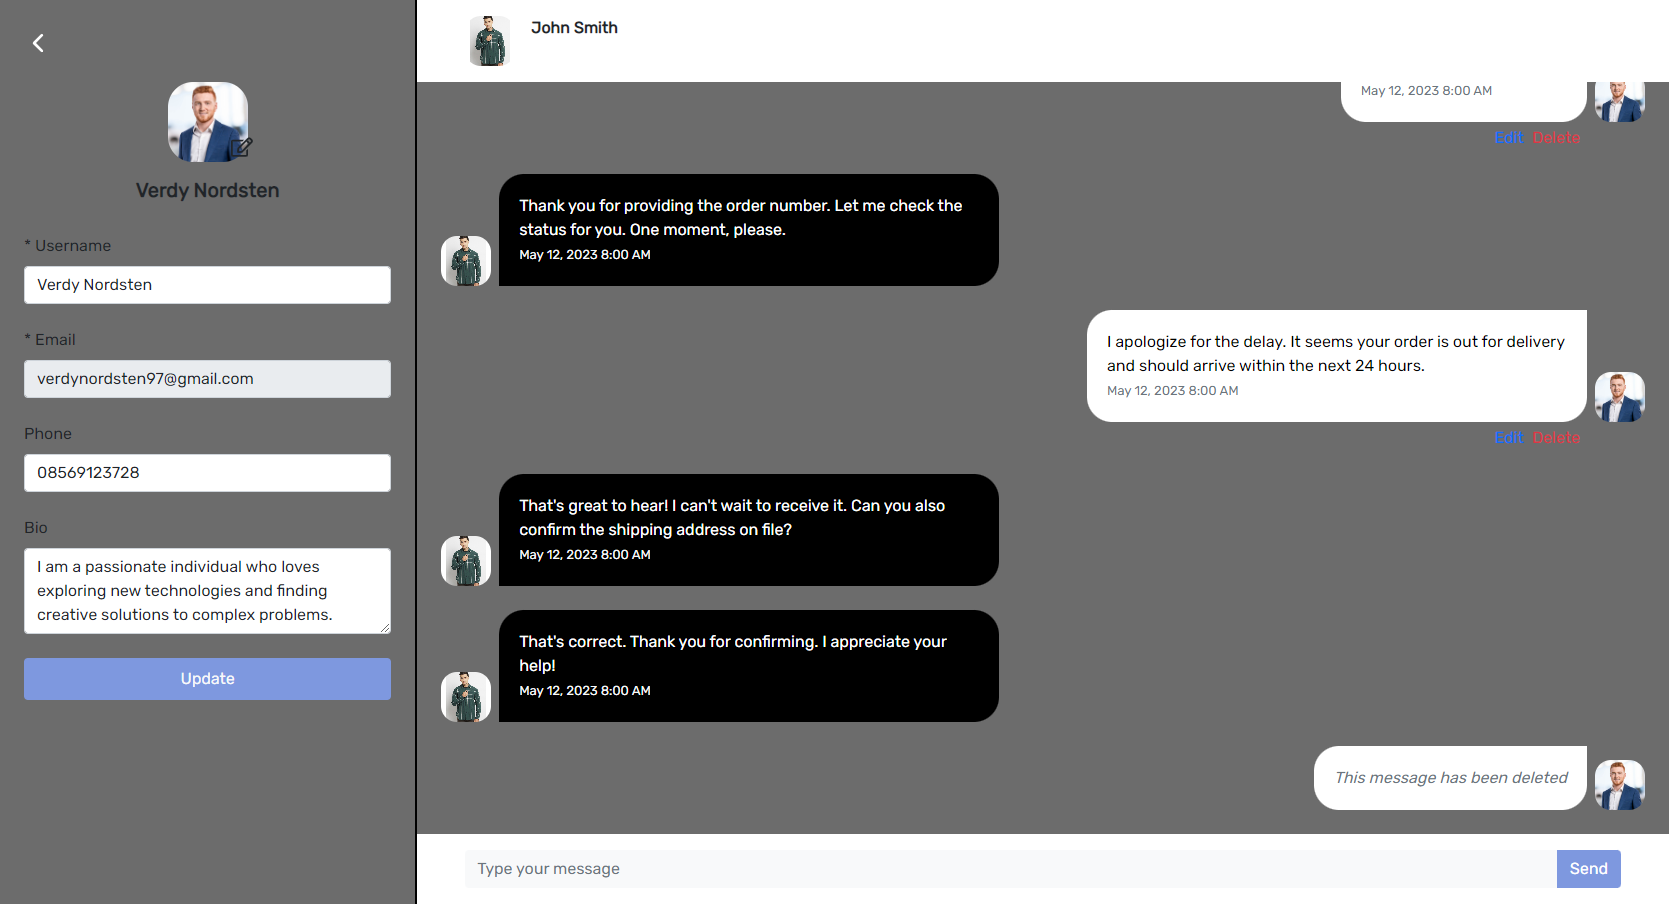 Verdy Nordsten
* Username
Verdy Nordsten
* Email
verdynordsten97@gmail.com
Phone
08569123728
Bio
I am a passionate individual who loves
exploring new technologies and finding
creative solutions to complex problems.
Update
John Smith
May 12, 2023 8:00 AM
Edit Delete
Thank you for providing the order number. Let me check the
status for you. One moment, please.
May 12, 2023 8:00 AM
I apologize for the delay. It seems your order is out for delivery
and should arrive within the next 24 hours.
May 12, 2023 8:00 AM
Edit Delete
That's great to hear! I can't wait to receive it. Can you also
confirm the shipping address on file?
May 12, 2023 8:00 AM
That's correct. Thank you for confirming. I appreciate your
help!
May 12, 2023 8:00 AM
This message has been deleted
Type your message
Send